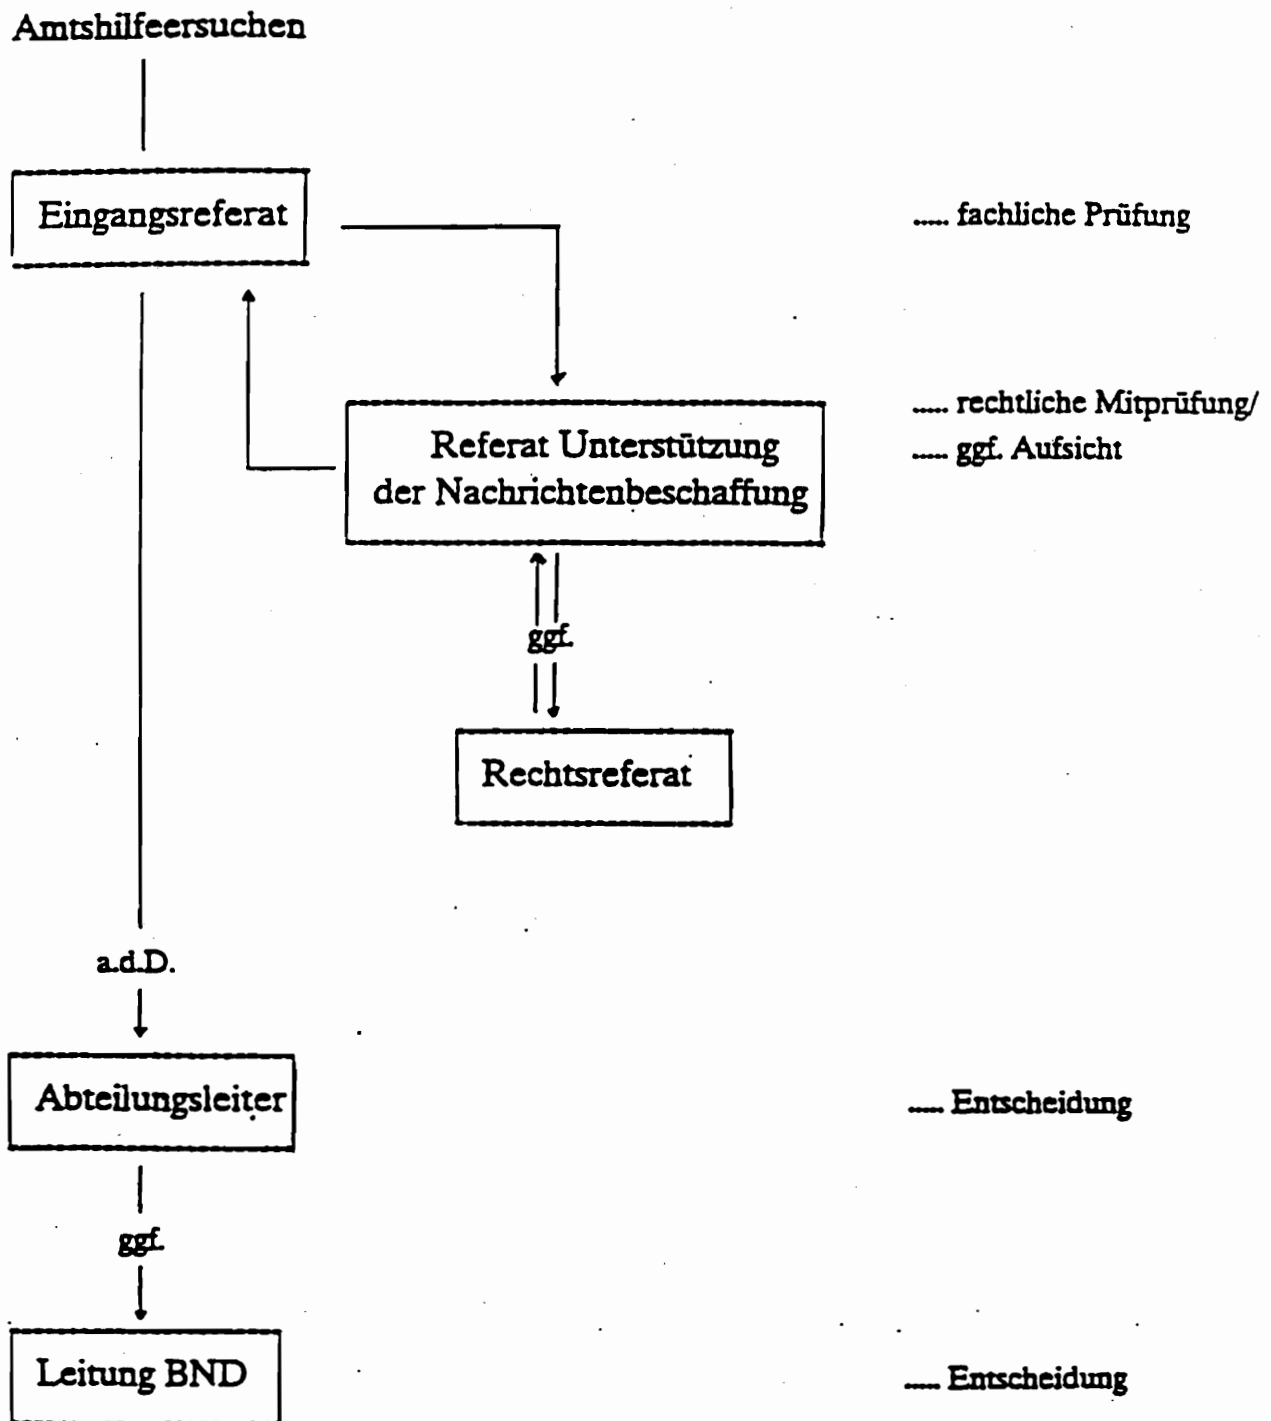 Amtshilfeersuchen
Eingangsreferat
..... fachliche Prüfung
..... rechtliche Mitprüfung/
Referat Unterstützung
..... ggf. Aufsicht
der Nachrichtenbeschaffung
ggf.
Rechtsreferat
a.d.D.
Abteilungsleiter
..... Entscheidung
ggf.
Leitung BND
..... Entscheidung